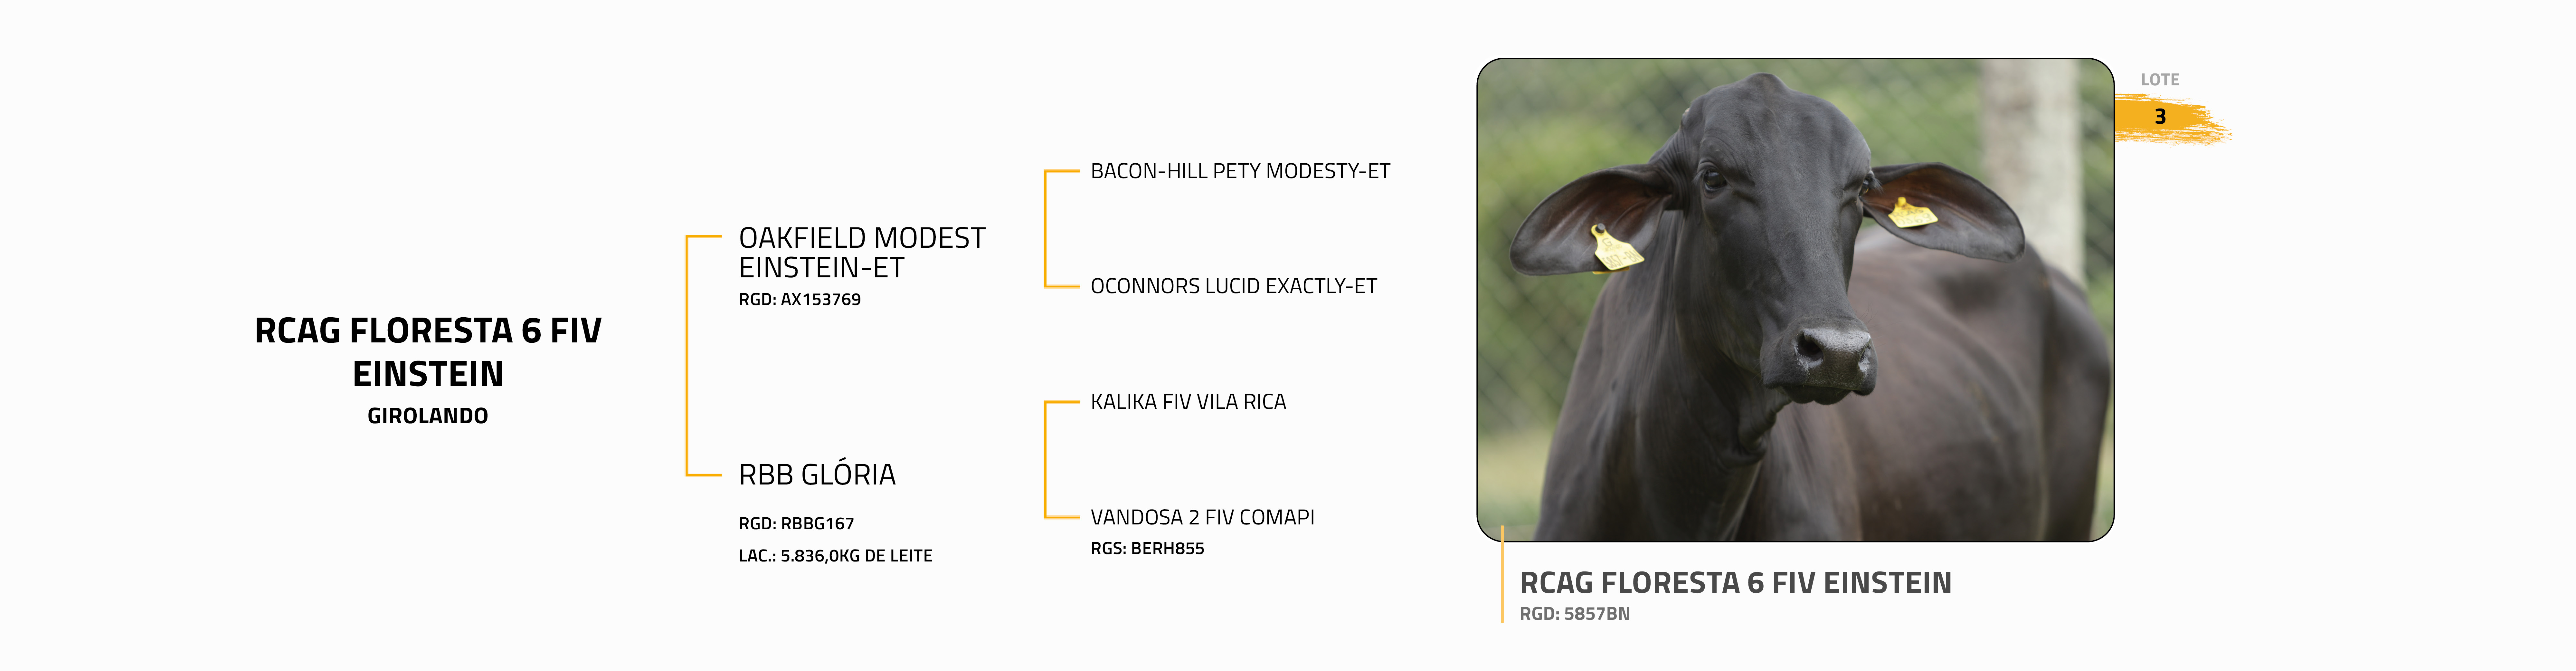 RCAG FLORESTA 6 FIV
EINSTEIN
GIROLANDO
OAKFIELD MODEST
EINSTEIN-ET
RGD: AX153769
RBB GLÓRIA
RGD: RBBG167
LAC.: 5.836,0KG DE LEITE
BACON-HILL PETY MODESTY-ET
OCONNORS LUCID EXACTLY-ET
KALIKA FIV VILA RICA
VANDOSA 2 FIV COMAPI
RGS: BERH855
LOTE
3
RCAG FLORESTA 6 FIV EINSTEIN
RGD: 5857BN